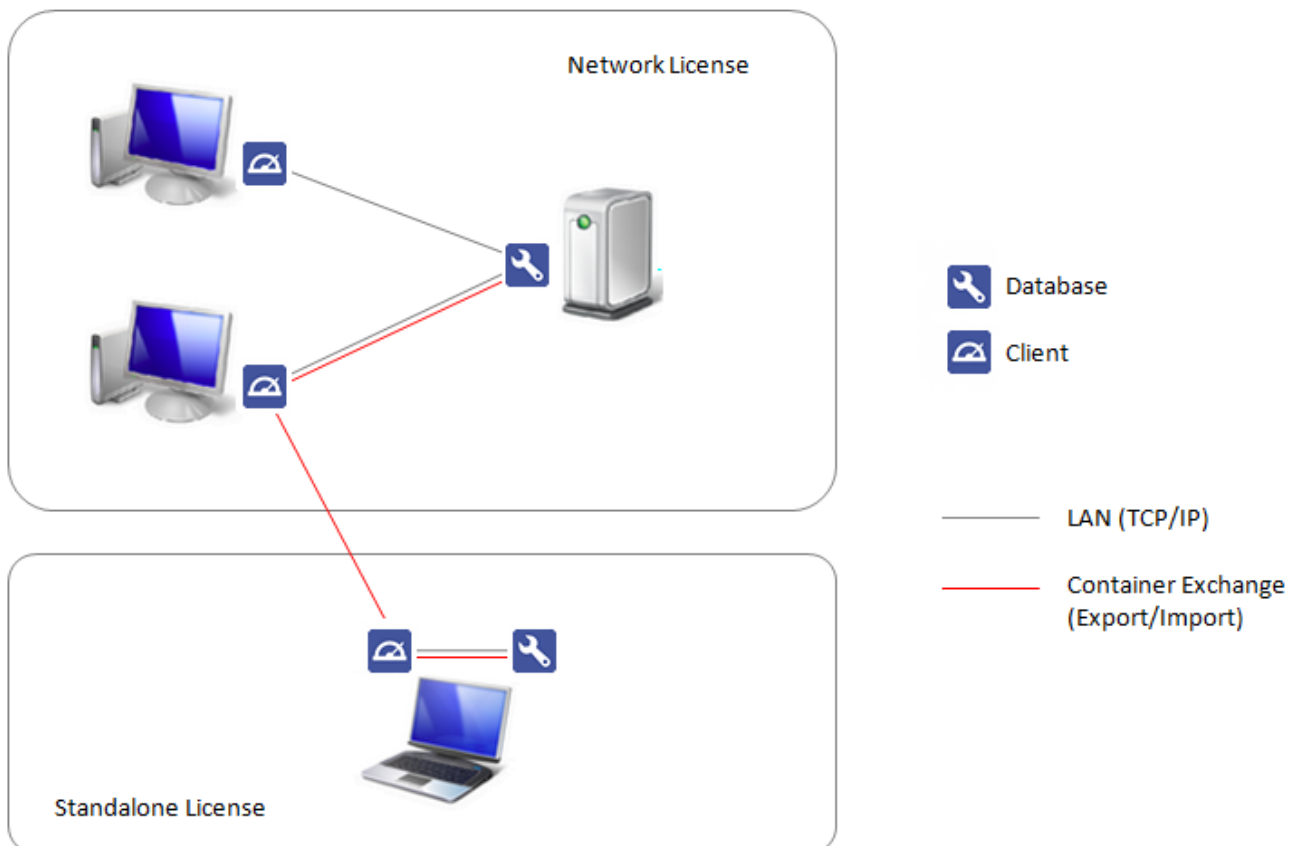 Network License
Database
Client
LAN (TCP/IP)
Container Exchange
(Export/Import)
Standalone License